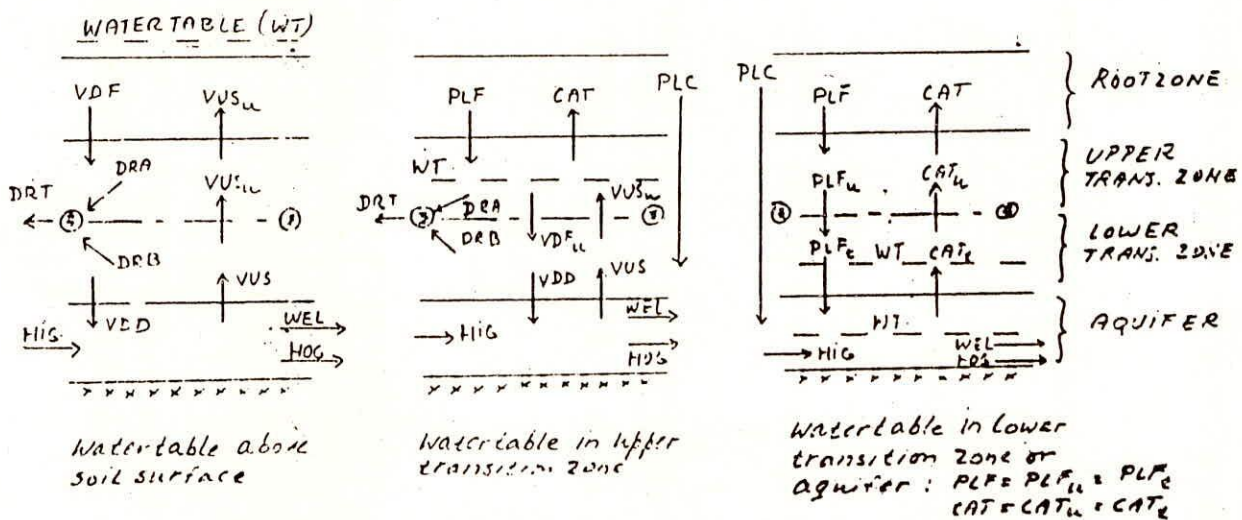 WATERTABLE (WT)
VDF
VUSu
DRA
DRT
VUSu
DRB
VUS
VDD
HIG
WEL
HOG
Watertable above
soil surface
PLF
CAT
PLC
WT
DRT
DRA
DRB
VDFu
VUSu
VDD
VUS
HIG
WEL
HOG
Watertable in upper
transition zone
PLC
PLF
CAT
ROOTZONE
PLFu
CATu
UPPER
TRANS. ZONE
PLFe
WT
CATe
LOWER
TRANS. ZONE
WT
HIG
WEL
HOG
AQUIFER
Watertable in lower
transition zone or
aquifer: PLF = PLFu = PLFe
CAT = CATu = CATe